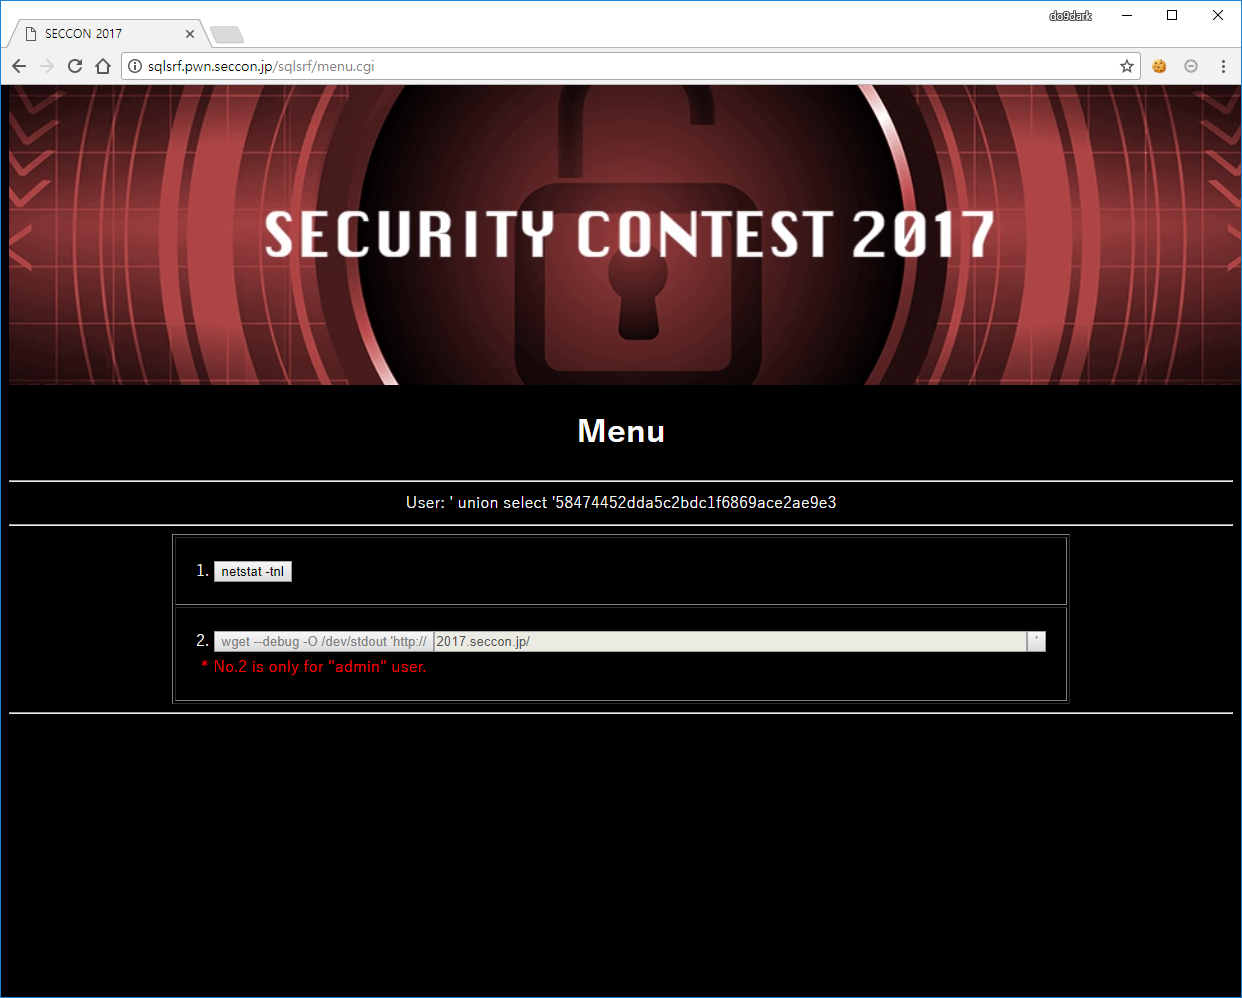 do9dark
SECCON 2017
sqlsrf.pwn.seccon.jp/sqlsrf/menu.cgi
SECURITY CONTEST 2017
Menu
User: ' union select '58474452dda5c2bdc1f6869ace2ae9e3
1. netstat -tnl
2. wget --debug -O /dev/stdout 'http:// 2017.seccon.jp/ '
* No.2 is only for "admin" user.